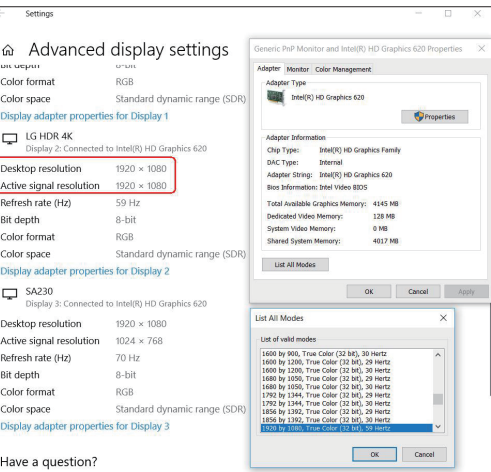 Settings
Advanced display settings
Bit depth 8-bit
Color format RGB
Color space Standard dynamic range (SDR)
Display adapter properties for Display 1
LG HDR 4K
Display 2: Connected to Intel(R) HD Graphics 620
Desktop resolution 1920 × 1080
Active signal resolution 1920 × 1080
Refresh rate (Hz) 59 Hz
Bit depth 8-bit
Color format RGB
Color space Standard dynamic range (SDR)
Display adapter properties for Display 2
SA230
Display 3: Connected to Intel(R) HD Graphics 620
Desktop resolution 1920 × 1080
Active signal resolution 1024 × 768
Refresh rate (Hz) 70 Hz
Bit depth 8-bit
Color format RGB
Color space Standard dynamic range (SDR)
Display adapter properties for Display 3
Have a question?
Generic PnP Monitor and Intel(R) HD Graphics 620 Properties
Adapter Monitor Color Management
Adapter Type
Intel(R) HD Graphics 620
Properties
Adapter Information
Chip Type: Intel(R) HD Graphics Family
DAC Type: Internal
Adapter String: Intel(R) HD Graphics 620
Bios Information: Intel Video BIOS
Total Available Graphics Memory: 4145 MB
Dedicated Video Memory: 128 MB
System Video Memory: 0 MB
Shared System Memory: 4017 MB
List All Modes
OK Cancel Apply
List All Modes
List of valid modes
1600 by 900, True Color (32 bit), 30 Hertz
1600 by 1200, True Color (32 bit), 29 Hertz
1600 by 1200, True Color (32 bit), 30 Hertz
1680 by 1050, True Color (32 bit), 29 Hertz
1680 by 1050, True Color (32 bit), 30 Hertz
1792 by 1344, True Color (32 bit), 29 Hertz
1792 by 1344, True Color (32 bit), 30 Hertz
1856 by 1392, True Color (32 bit), 29 Hertz
1856 by 1392, True Color (32 bit), 30 Hertz
1920 by 1080, True Color (32 bit), 59 Hertz
OK Cancel